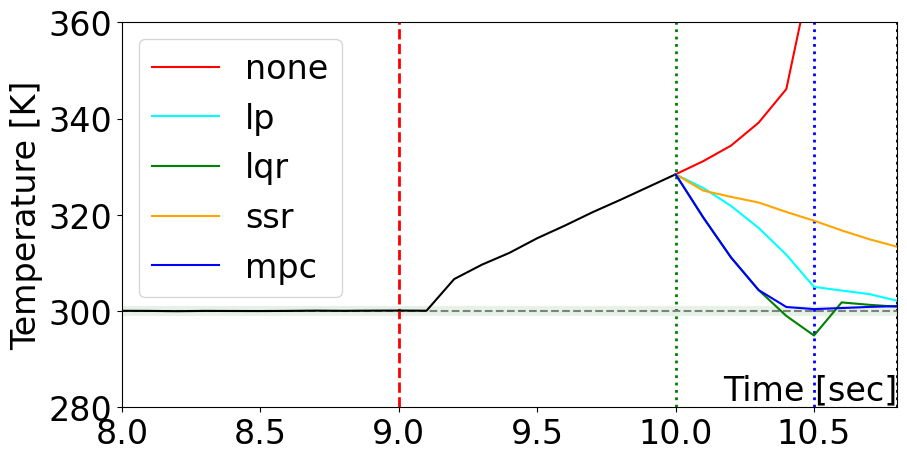 Temperature [K]
360
340
320
300
280
none
lp
lqr
ssr
mpc
Time [sec]
8.0 8.5 9.0 9.5 10.0 10.5